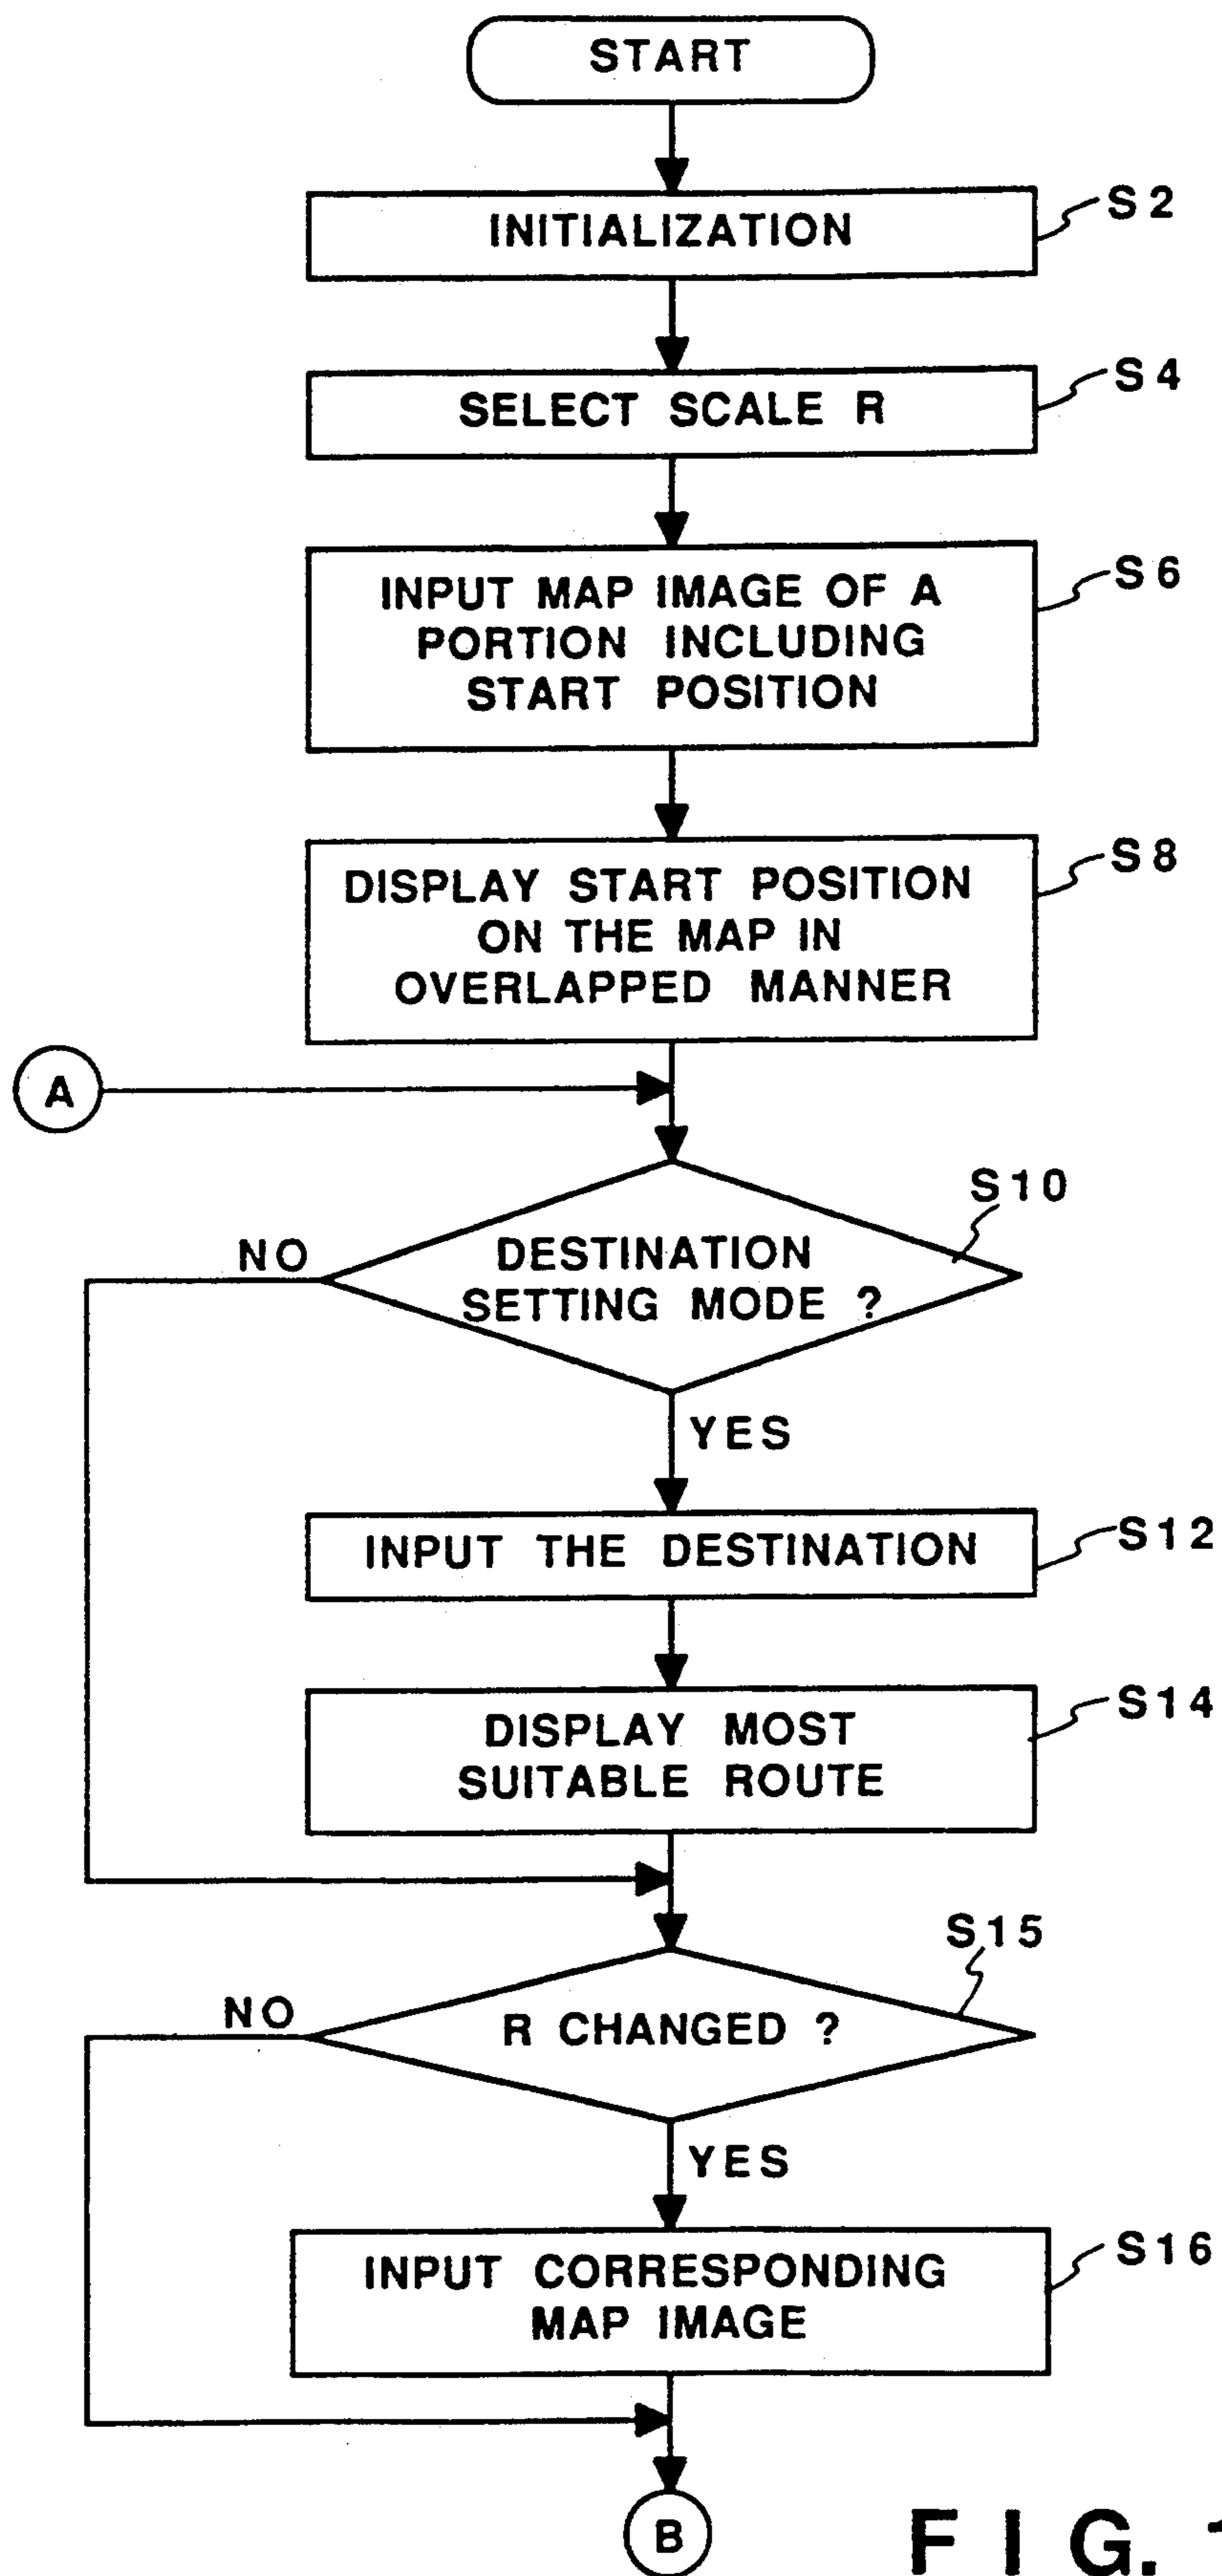 START
INITIALIZATION
S2
SELECT SCALE R
S4
INPUT MAP IMAGE OF A
PORTION INCLUDING
START POSITION
S6
DISPLAY START POSITION
ON THE MAP IN
OVERLAPPED MANNER
S8
A
DESTINATION
SETTING MODE ?
S10
NO
YES
INPUT THE DESTINATION
S12
DISPLAY MOST
SUITABLE ROUTE
S14
R CHANGED ?
S15
NO
YES
INPUT CORRESPONDING
MAP IMAGE
S16
B
FIG.